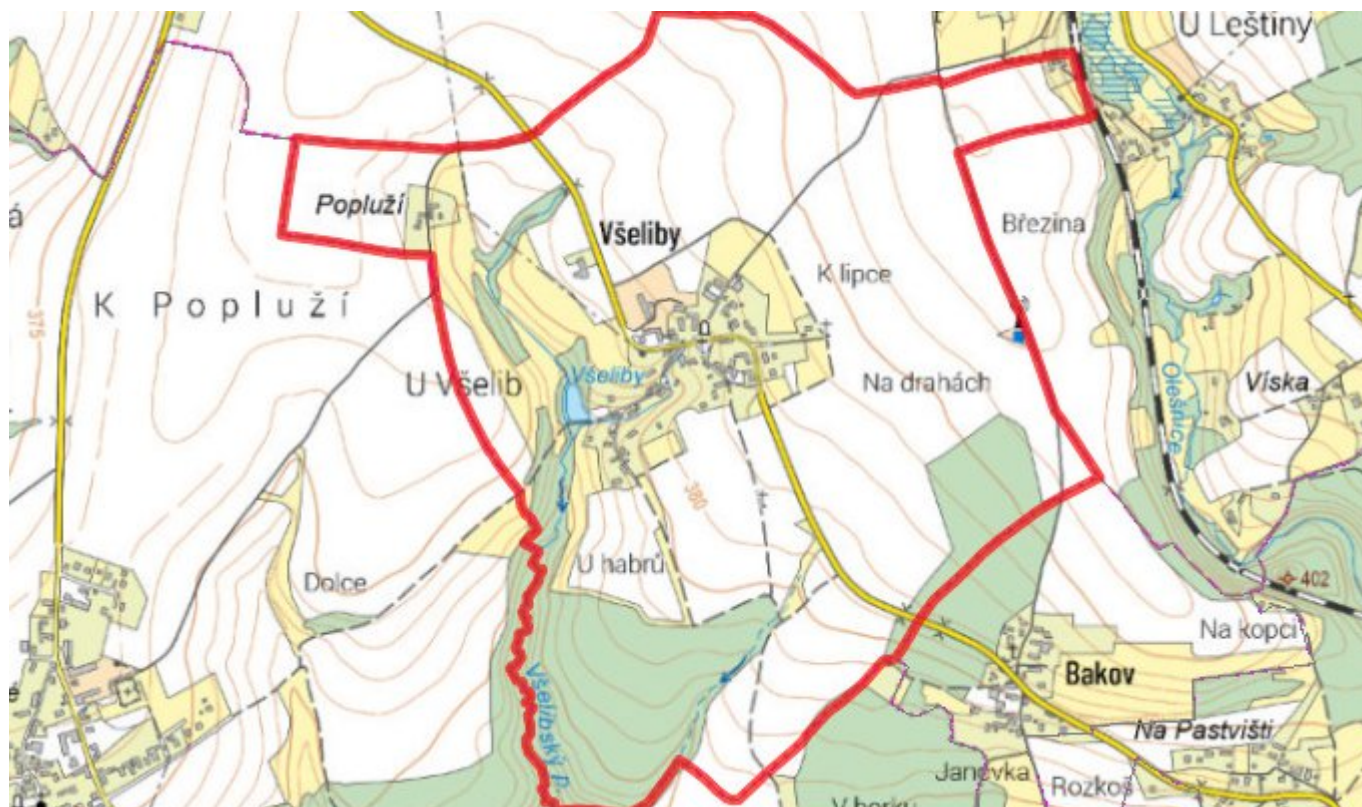 U Leštiny
á
Popluží
Všeliby
Březina
K lipce
K Popluží
375
Na drahách
U Všelib
Všeliby
Olešnice
Víska
380
U habrů
Dolce
402
Na kopci
Všelibský p.
Bakov
Na Pastvišti
Janovka
Rozkoš
V borku